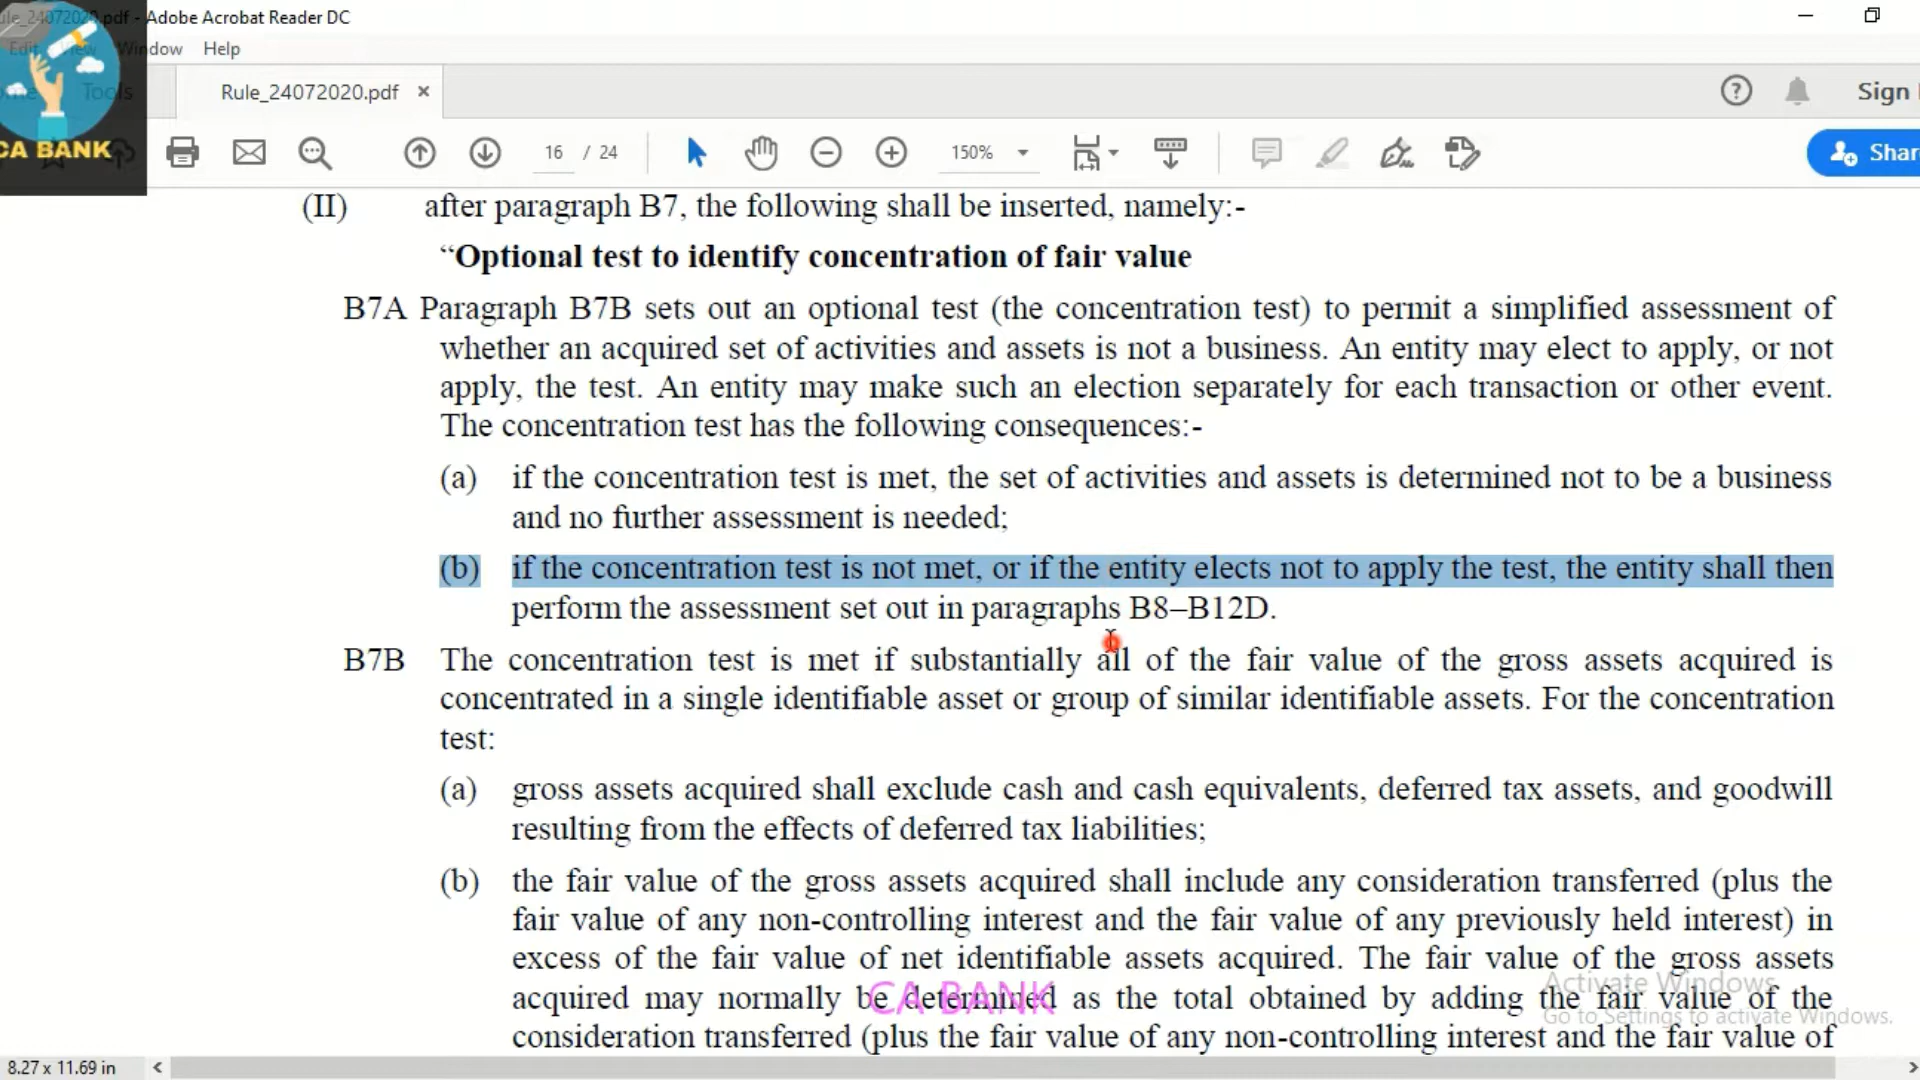 ule_24072020.pdf - Adobe Acrobat Reader DC
Edit View Window Help
Tools
Rule_24072020.pdf ×
Sign
CA BANK
16 / 24
150%
Shar
(II) after paragraph B7, the following shall be inserted, namely:-
“Optional test to identify concentration of fair value
B7A Paragraph B7B sets out an optional test (the concentration test) to permit a simplified assessment of
whether an acquired set of activities and assets is not a business. An entity may elect to apply, or not
apply, the test. An entity may make such an election separately for each transaction or other event.
The concentration test has the following consequences:-
(a) if the concentration test is met, the set of activities and assets is determined not to be a business
and no further assessment is needed;
(b) if the concentration test is not met, or if the entity elects not to apply the test, the entity shall then
perform the assessment set out in paragraphs B8–B12D.
B7B The concentration test is met if substantially all of the fair value of the gross assets acquired is
concentrated in a single identifiable asset or group of similar identifiable assets. For the concentration
test:
(a) gross assets acquired shall exclude cash and cash equivalents, deferred tax assets, and goodwill
resulting from the effects of deferred tax liabilities;
(b) the fair value of the gross assets acquired shall include any consideration transferred (plus the
fair value of any non-controlling interest and the fair value of any previously held interest) in
excess of the fair value of net identifiable assets acquired. The fair value of the gross assets
acquired may normally be determined as the total obtained by adding the fair value of the
consideration transferred (plus the fair value of any non-controlling interest and the fair value of
CA BANK
Activate Windows
Go to Settings to activate Windows.
8.27 x 11.69 in